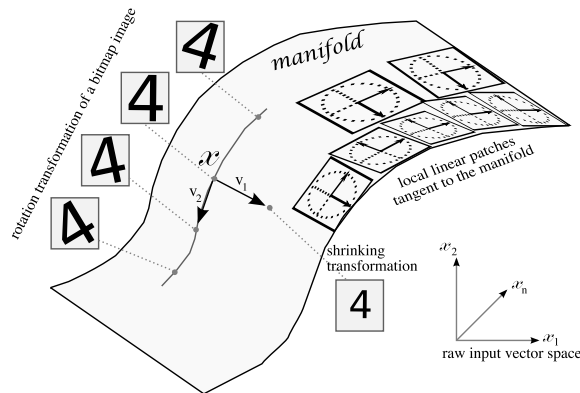 rotation transformation of a bitmap image
4
4
4
4
manifold
x
v1
v2
local linear patches
tangent to the manifold
shrinking
transformation
4
x2
xn
x1
raw input vector space